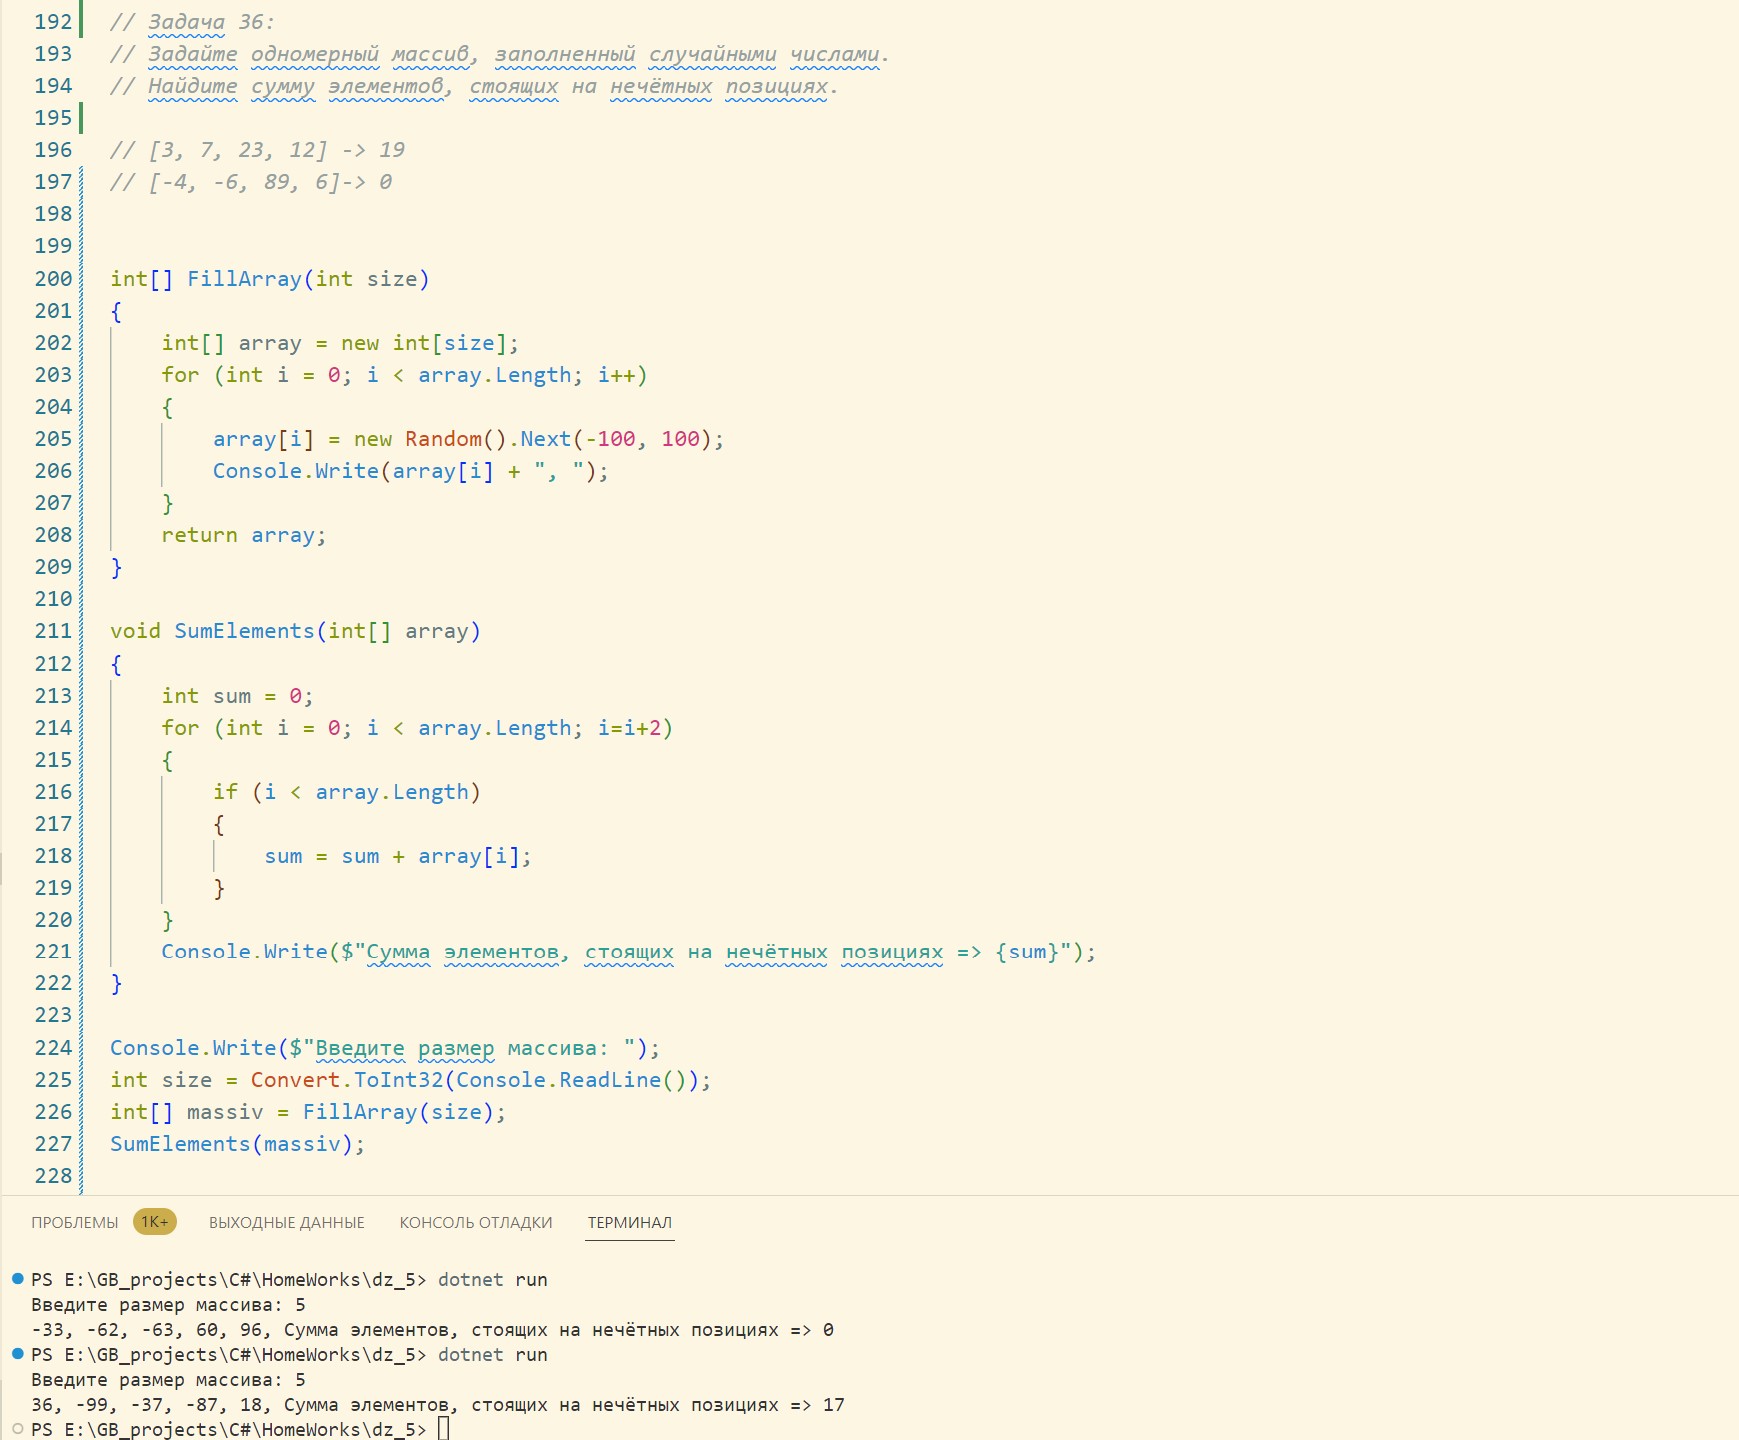 192 // Задача 36:
193 // Задайте одномерный массив, заполненный случайными числами.
194 // Найдите сумму элементов, стоящих на нечётных позициях.
195
196 // [3, 7, 23, 12] -> 19
197 // [-4, -6, 89, 6]-> 0
198
199
200 int[] FillArray(int size)
201 {
202     int[] array = new int[size];
203     for (int i = 0; i < array.Length; i++)
204     {
205         array[i] = new Random().Next(-100, 100);
206         Console.Write(array[i] + ", ");
207     }
208     return array;
209 }
210
211 void SumElements(int[] array)
212 {
213     int sum = 0;
214     for (int i = 0; i < array.Length; i=i+2)
215     {
216         if (i < array.Length)
217         {
218             sum = sum + array[i];
219         }
220     }
221     Console.Write($"Сумма элементов, стоящих на нечётных позициях => {sum}");
222 }
223
224 Console.Write($"Введите размер массива: ");
225 int size = Convert.ToInt32(Console.ReadLine());
226 int[] massiv = FillArray(size);
227 SumElements(massiv);
228
ПРОБЛЕМЫ 1K+ ВЫХОДНЫЕ ДАННЫЕ КОНСОЛЬ ОТЛАДКИ ТЕРМИНАЛ
PS E:\GB_projects\C#\HomeWorks\dz_5> dotnet run
Введите размер массива: 5
-33, -62, -63, 60, 96, Сумма элементов, стоящих на нечётных позициях => 0
PS E:\GB_projects\C#\HomeWorks\dz_5> dotnet run
Введите размер массива: 5
36, -99, -37, -87, 18, Сумма элементов, стоящих на нечётных позициях => 17
PS E:\GB_projects\C#\HomeWorks\dz_5>